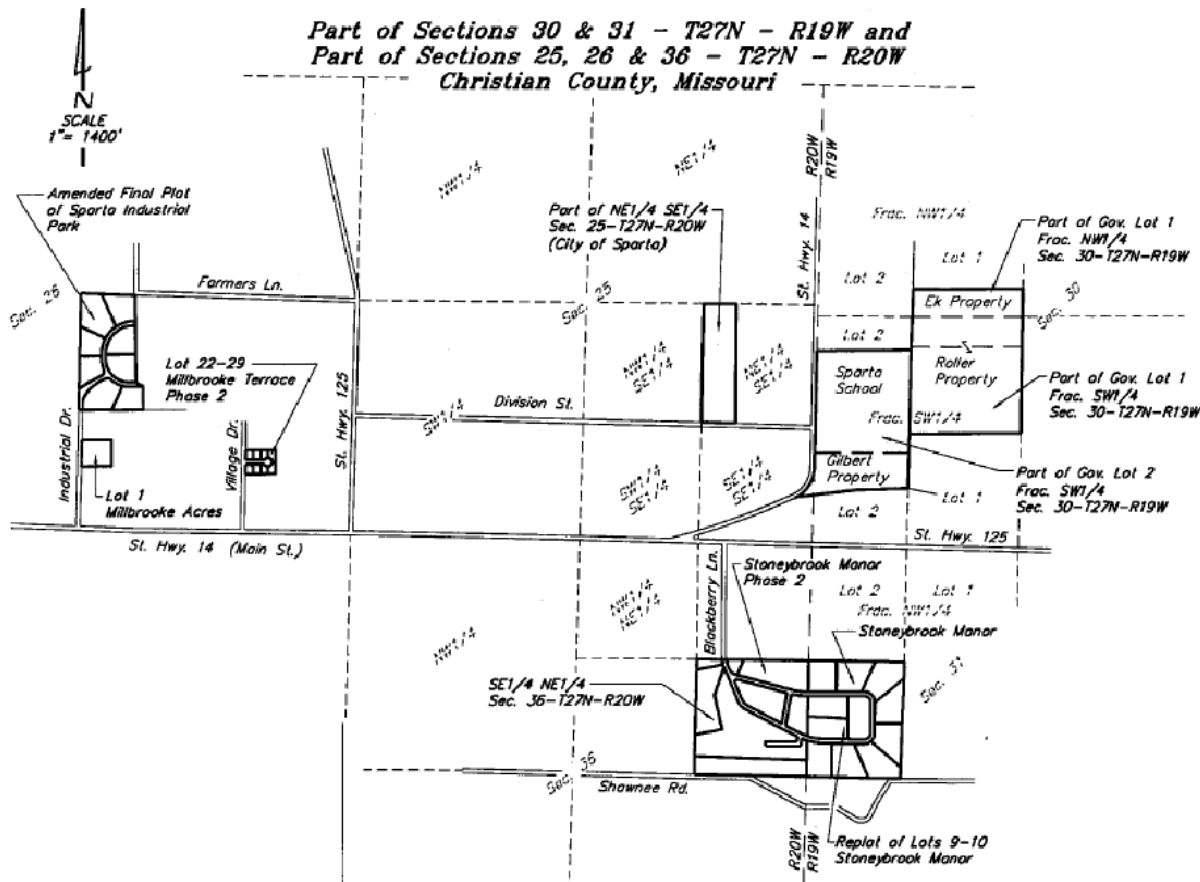 Part of Sections 30 & 31 - T27N - R19W and
Part of Sections 25, 26 & 36 - T27N - R20W
Christian County, Missouri
N
SCALE
1"= 1400'
Amended Final Plat
of Sparta Industrial
Park
NW1/4
NE1/4
R20W
R19W
Part of NE1/4 SE1/4
Sec. 25-T27N-R20W
(City of Sparta)
St. Hwy. 14
Frac. NW1/4
Lot 1
Lot 2
Part of Gov. Lot 1
Frac. NW1/4
Sec. 30-T27N-R19W
Farmers Ln.
Sec. 26
Sec. 25
Ek Property
Sec. 30
Lot 22-29
Millbrooke Terrace
Phase 2
St. Hwy. 125
NW1/4
SE1/4
NE1/4
SE1/4
Lot 2
Sparta
School
Roller
Property
Part of Gov. Lot 1
Frac. SW1/4
Sec. 30-T27N-R19W
Division St.
SW1/4
Frac. SW1/4
Industrial Dr.
Village Dr.
Lot 1
Millbrooke Acres
SW1/4
SE1/4
SE1/4
SE1/4
Gilbert
Property
Part of Gov. Lot 2
Frac. SW1/4
Sec. 30-T27N-R19W
Lot 1
Lot 2
St. Hwy. 14 (Main St.)
St. Hwy. 125
Blackberry Ln.
Stoneybrook Manor
Phase 2
NW1/4
NE1/4
Lot 2
Lot 1
Frac. NW1/4
NW1/4
Stoneybrook Manor
SE1/4 NE1/4
Sec. 36-T27N-R20W
Sec. 31
Sec. 36
Shawnee Rd.
R20W
R19W
Replat of Lots 9-10
Stoneybrook Manor